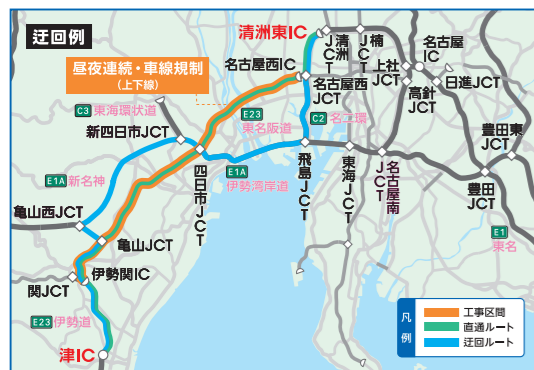 迂回例
清洲東IC
清洲JCT
楠JCT
名古屋IC
上社JCT
日進JCT
高針JCT
昼夜連続・車線規制
(上下線)
名古屋西IC
名古屋西JCT
C3 東海環状道
E23
東名阪道
C2 名二環
新四日市JCT
豊田東JCT
E1A 新名神
四日市JCT
E1A
伊勢湾岸道
飛島JCT
東海JCT
名古屋南JCT
豊田JCT
亀山西JCT
亀山JCT
E1
東名
伊勢関IC
関JCT
E23 伊勢道
津IC
凡例
工事区間
直通ルート
迂回ルート